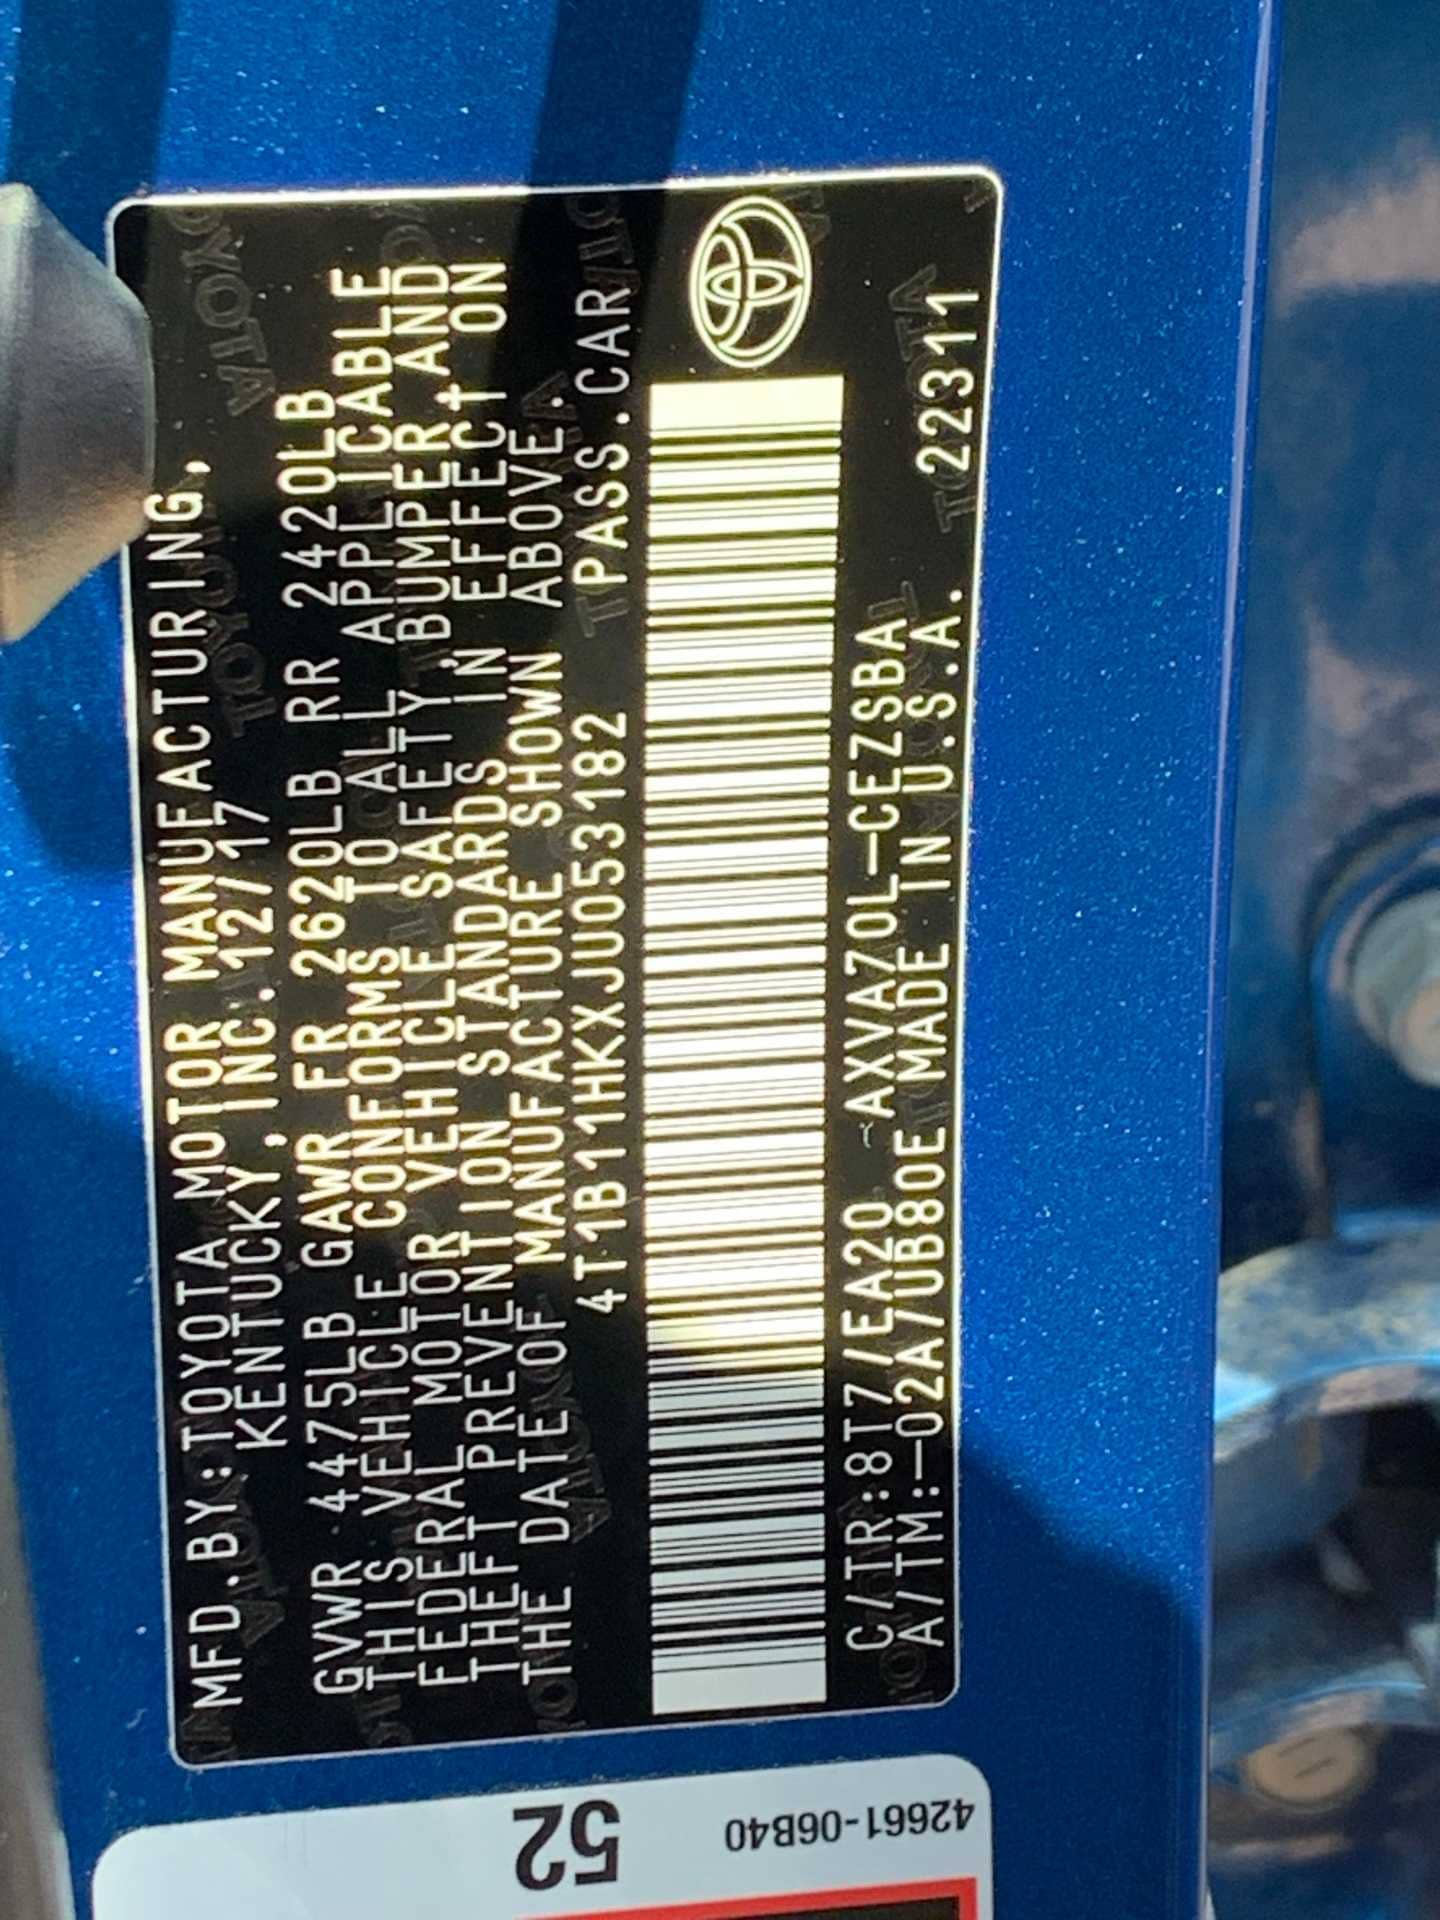 MFD.BY:TOYOTA MOTOR MANUFACTURING,
KENTUCKY, INC. 12/17
GVWR 4475LB GAWR FR 2620LB RR 2420LB
THIS VEHICLE CONFORMS TO ALL APPLICABLE
FEDERAL MOTOR VEHICLE SAFETY, BUMPER, AND
THEFT PREVENTION STANDARDS IN EFFECT ON
THE DATE OF MANUFACTURE SHOWN ABOVE.
4T1B11HKXJU053182 PASS.CAR
C/TR:8T7/EA20 AXVA70L-CEZSBA
A/TM:-02A/UB80E MADE IN U.S.A. 22311
52
42661-06B40